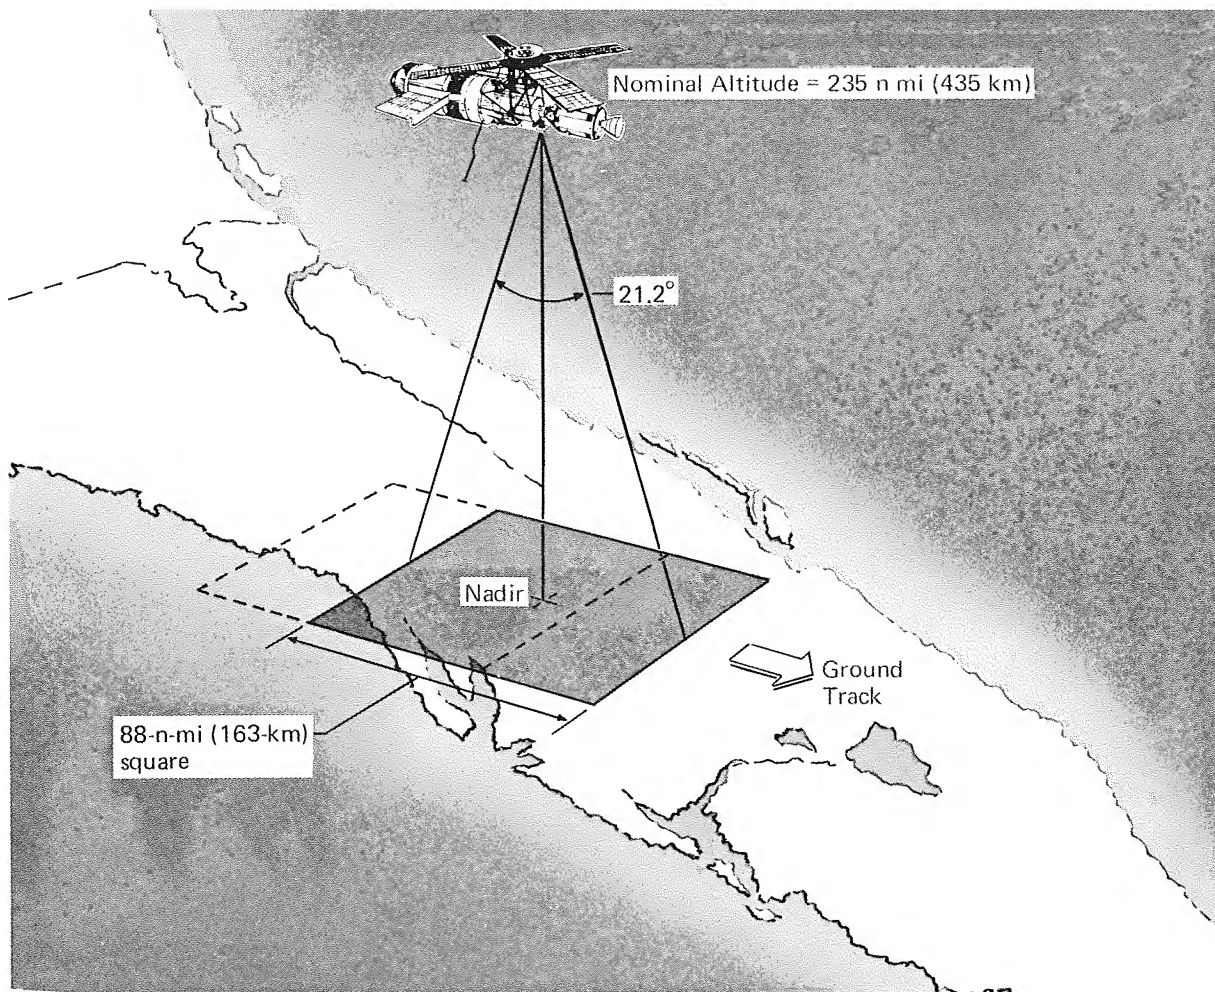 Nominal Altitude = 235 n mi (435 km)
21.2°
Nadir
Ground
Track
88-n-mi (163-km)
square